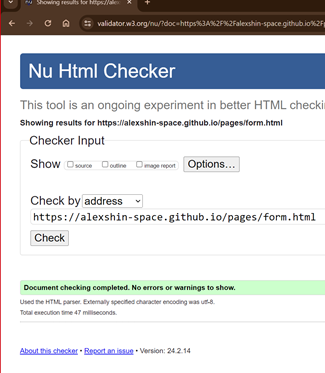 Showing results for https://alex
validator.w3.org/nu/?doc=https%3A%2F%2Falexshin-space.github.io%2Fp
Nu Html Checker
This tool is an ongoing experiment in better HTML checki
Showing results for https://alexshin-space.github.io/pages/form.html
Checker Input
Show source outline image report Options...
Check by address
https://alexshin-space.github.io/pages/form.html
Check
Document checking completed. No errors or warnings to show.
Used the HTML parser. Externally specified character encoding was utf-8.
Total execution time 47 milliseconds.
About this checker • Report an issue • Version: 24.2.14